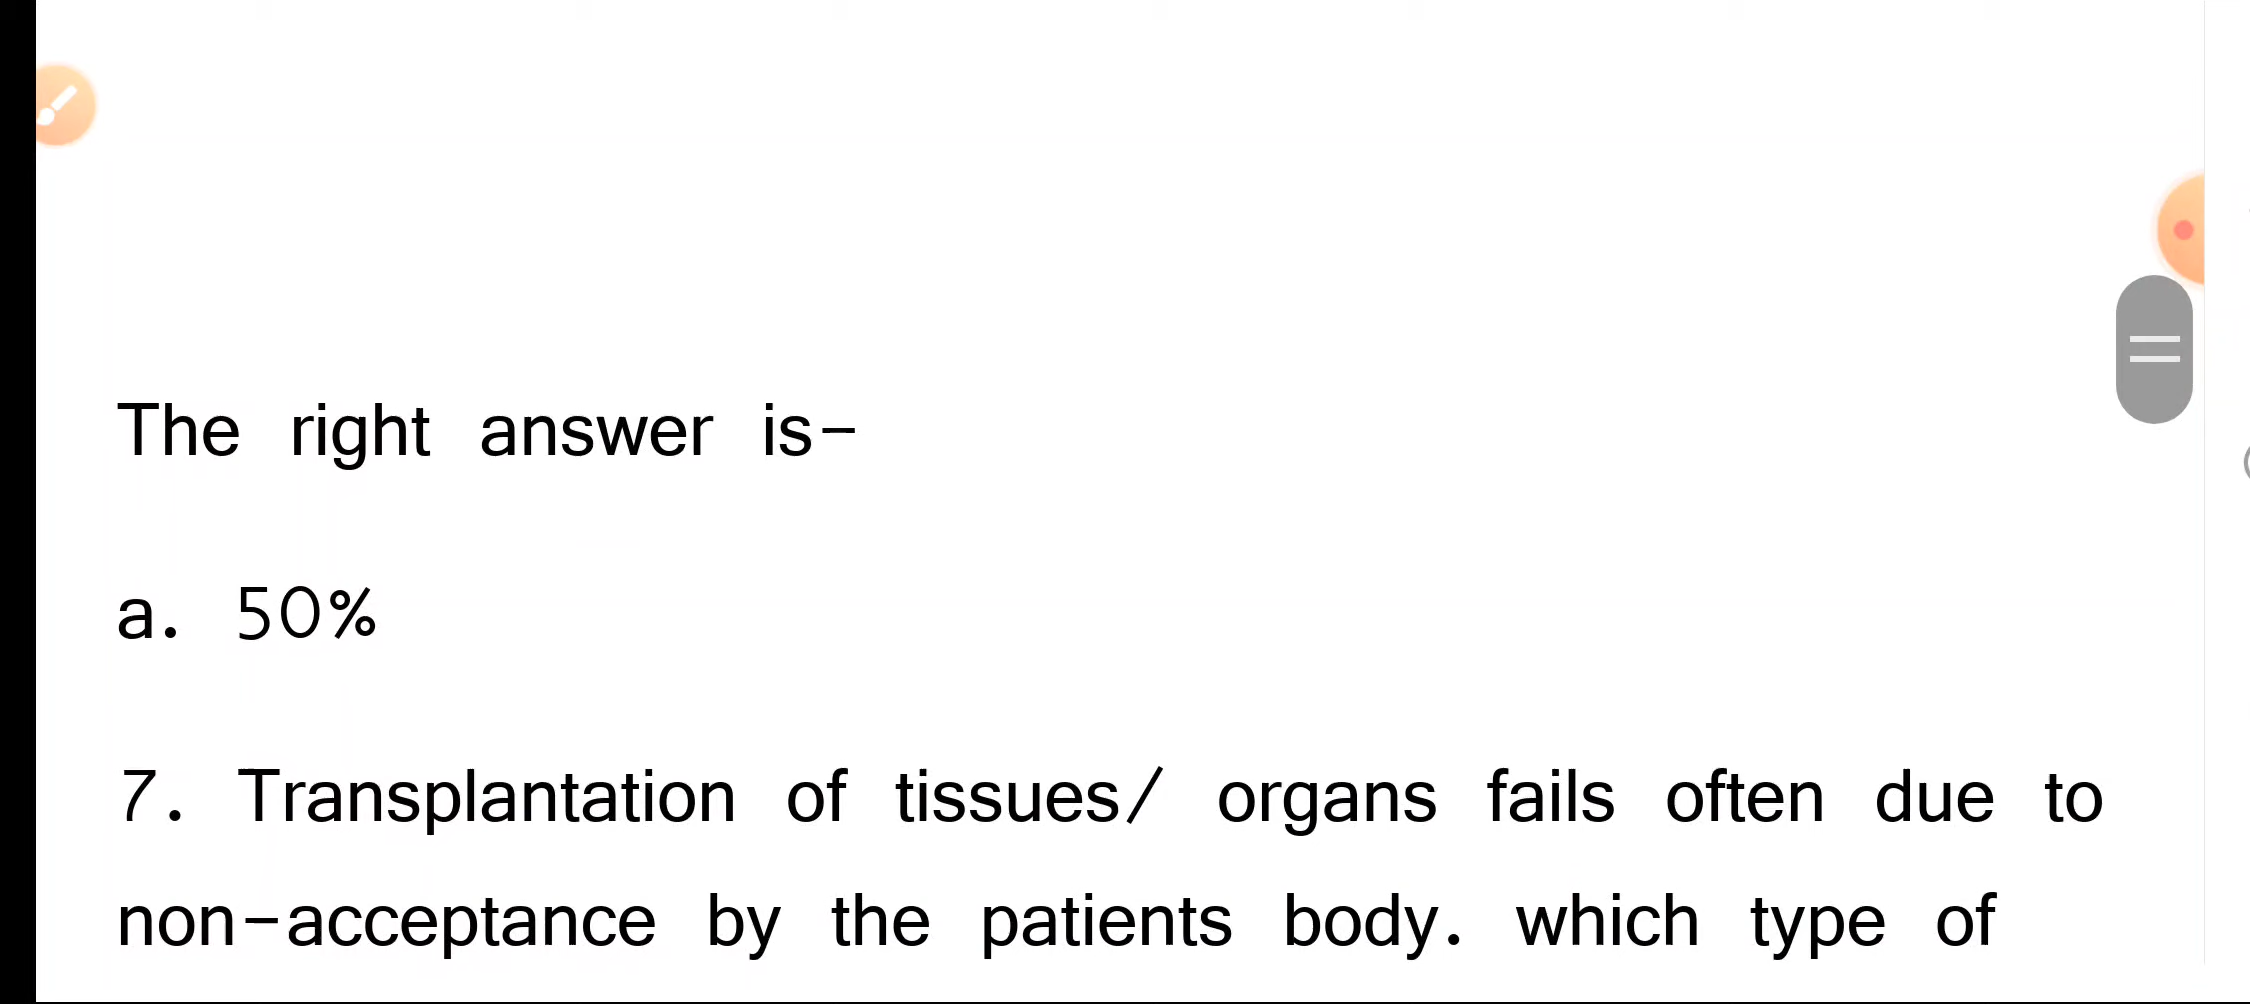 The right answer is-
a. 50%
7. Transplantation of tissues/ organs fails often due to
non-acceptance by the patients body. which type of